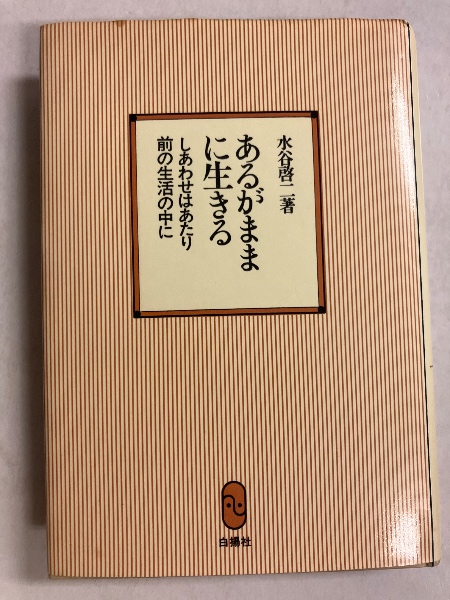 水谷啓二著
あるがまま
に生きる
しあわせはあたり
前の生活の中に
白揚社